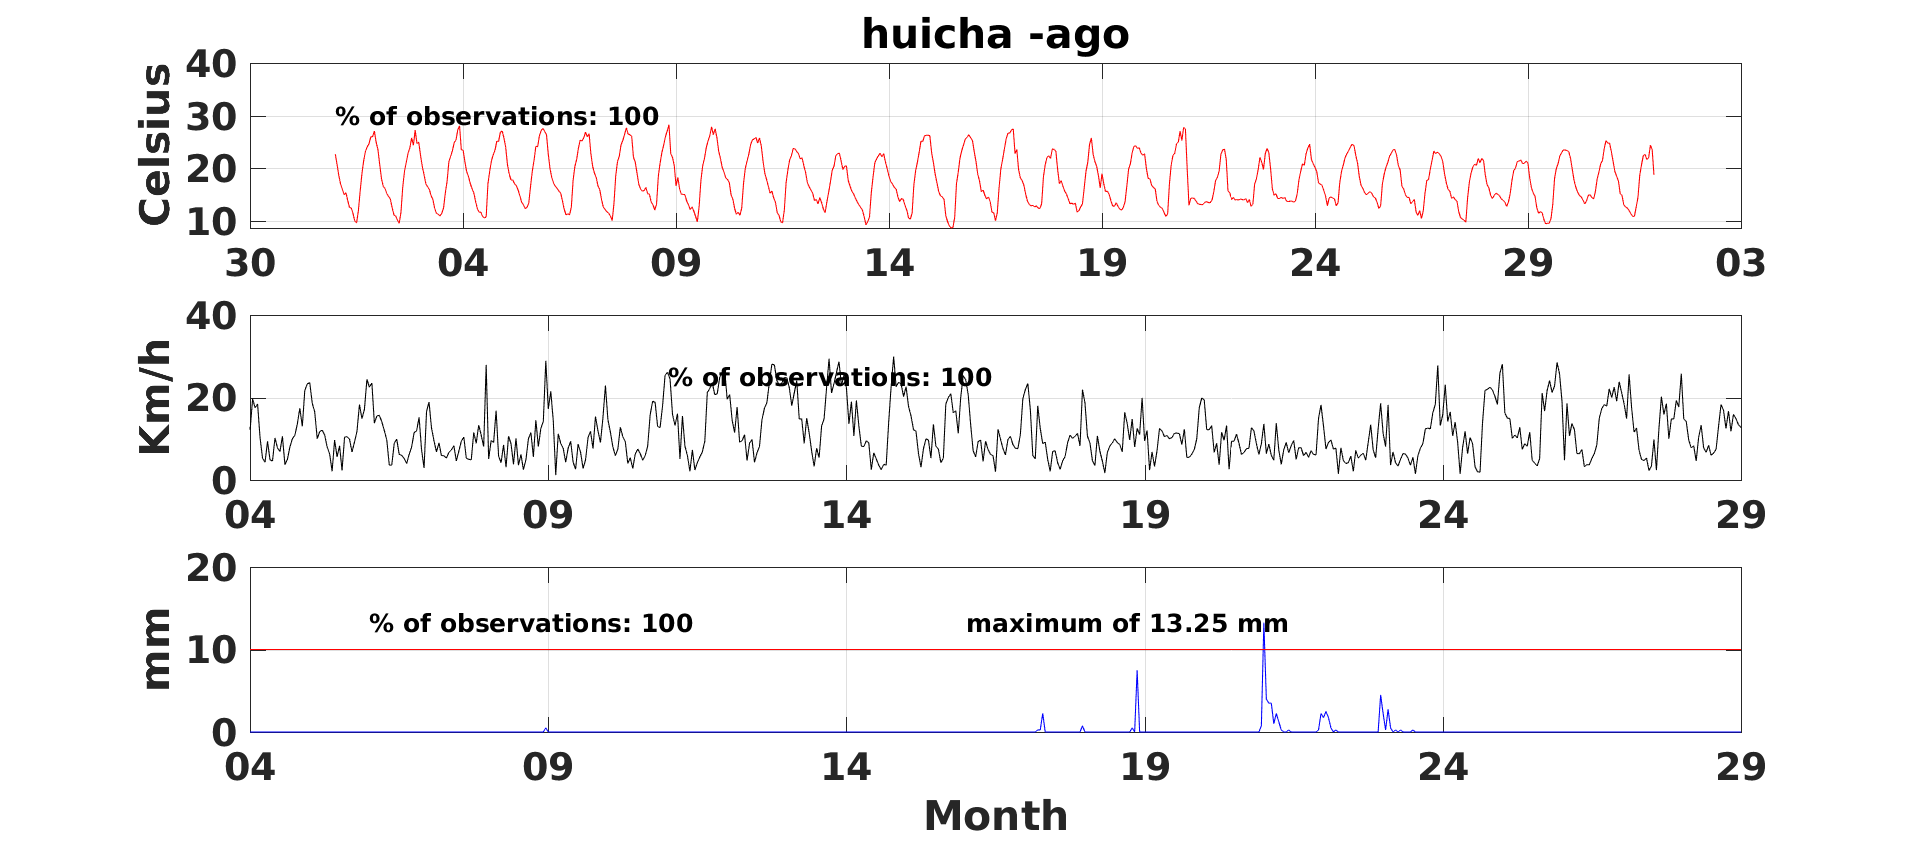 huicha -ago
Celsius
40
30
20
10
% of observations: 100
30 04 09 14 19 24 29 03
Km/h
40
20
0
% of observations: 100
04 09 14 19 24 29
mm
20
10
0
% of observations: 100 maximum of 13.25 mm
04 09 14 19 24 29
Month